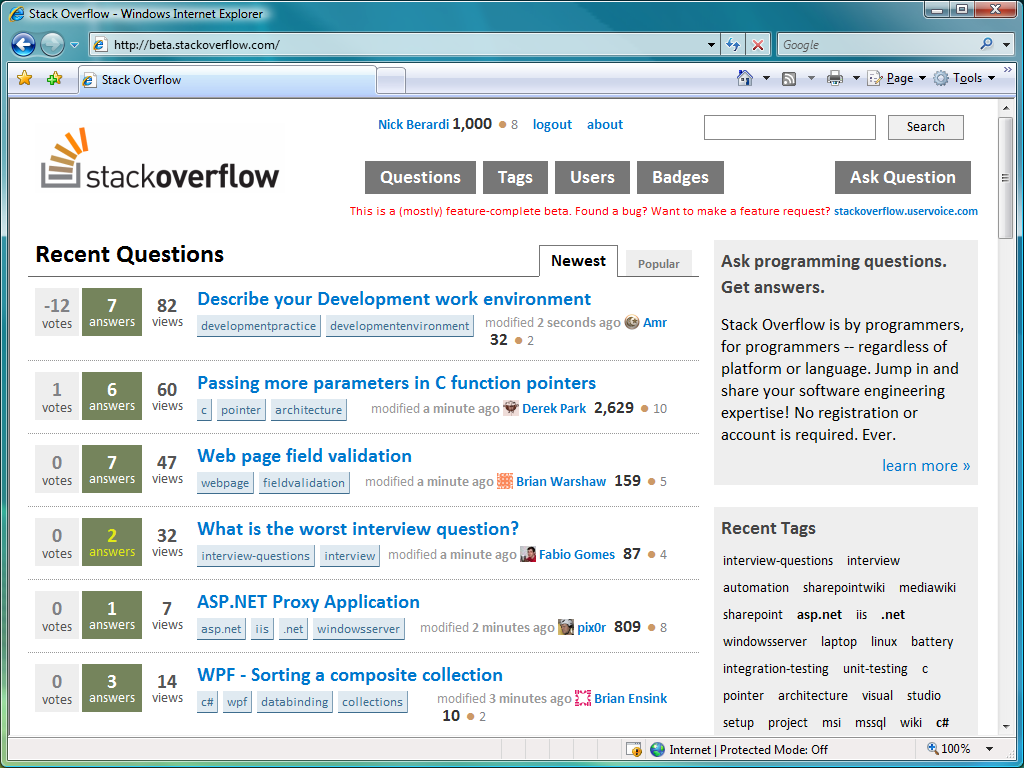 Stack Overflow - Windows Internet Explorer
http://beta.stackoverflow.com/
Google
Stack Overflow
Page
Tools
Nick Berardi 1,000 ● 8 logout about
Search
stackoverflow
Questions Tags Users Badges Ask Question
This is a (mostly) feature-complete beta. Found a bug? Want to make a feature request? stackoverflow.uservoice.com
Recent Questions
Newest Popular
-12 votes 7 answers 82 views
Describe your Development work environment
developmentpractice developmentenvironment
modified 2 seconds ago Amr
32 ● 2
1 votes 6 answers 60 views
Passing more parameters in C function pointers
c pointer architecture
modified a minute ago Derek Park 2,629 ● 10
0 votes 7 answers 47 views
Web page field validation
webpage fieldvalidation
modified a minute ago Brian Warshaw 159 ● 5
0 votes 2 answers 32 views
What is the worst interview question?
interview-questions interview
modified a minute ago Fabio Gomes 87 ● 4
0 votes 1 answers 7 views
ASP.NET Proxy Application
asp.net iis .net windowsserver
modified 2 minutes ago pix0r 809 ● 8
0 votes 3 answers 14 views
WPF - Sorting a composite collection
c# wpf databinding collections
modified 3 minutes ago Brian Ensink
10 ● 2
Ask programming questions.
Get answers.
Stack Overflow is by programmers,
for programmers -- regardless of
platform or language. Jump in and
share your software engineering
expertise! No registration or
account is required. Ever.
learn more »
Recent Tags
interview-questions interview
automation sharepointwiki mediawiki
sharepoint asp.net iis .net
windowsserver laptop linux battery
integration-testing unit-testing c
pointer architecture visual studio
setup project msi mssql wiki c#
Internet | Protected Mode: Off
100%